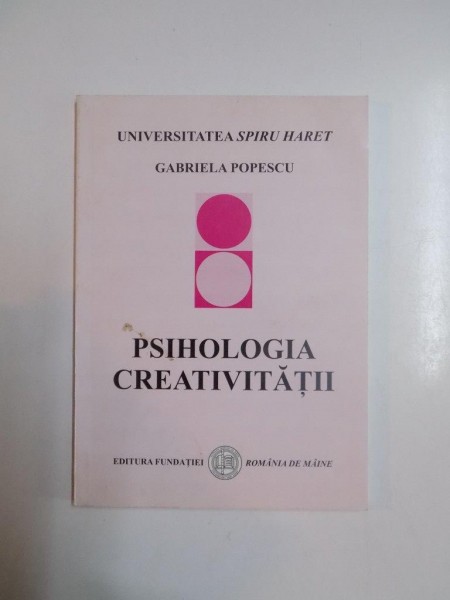 UNIVERSITATEA SPIRU HARET
GABRIELA POPESCU
PSIHOLOGIA
CREATIVITĂȚII
EDITURA FUNDAȚIEI ROMÂNIA DE MÂINE